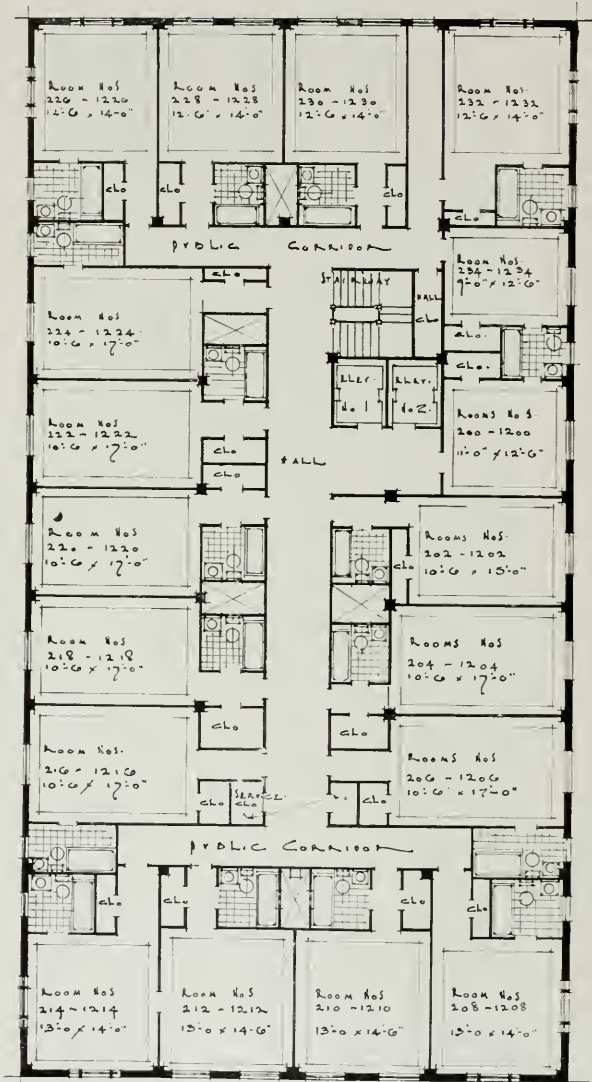 ROOM NOS
226 - 1226
12'-6 x 14'-0"
ROOM NOS
228 - 1228
12'-6" x 14'-0"
ROOM NOS
230 - 1230
12'-6 x 14'-0"
ROOM NOS.
232 - 1232
12'-6 x 14'-0"
CLO
CLO
CLO
CLO
PUBLIC CORRIDOR
ROOM NOS.
234 - 1234
9'-0" x 12'-6"
CLO.
CLO.
CLO
STAIRWAY
HALL
CLO
ELEV.
No 1
ELEV.
No 2.
ROOM NOS
224 - 1224.
10'-6 x 17'-0"
ROOM NOS
222 - 1222
10'-6 x 17'-0"
CLO
CLO
HALL
ROOMS NOS.
200 - 1200
11'-0" x 12'-6"
ROOM NOS
220 - 1220
10'-6 x 17'-0"
ROOMS NOS.
202 - 1202
10'-6 x 15'-0"
CLO
ROOM NOS
218 - 1218
10'-6 x 17'-0"
ROOMS NOS
204 - 1204
10'-6 x 17'-0"
CLO
CLO
ROOM NOS.
216 - 1216
10'-6 x 17'-0"
ROOMS NOS
206 - 1206
10'-6 x 17'-0"
CLO
SERVICE
CLO
CLO
PUBLIC CORRIDOR
CLO
CLO
CLO
CLO
ROOM NOS
214 - 1214
13'-0 x 14'-0"
ROOM NOS
212 - 1212
13'-0 x 14'-6"
ROOM NOS
210 - 1210
13'-0 x 14'-6"
ROOM NOS
208 - 1208
13'-0 x 14'-0"